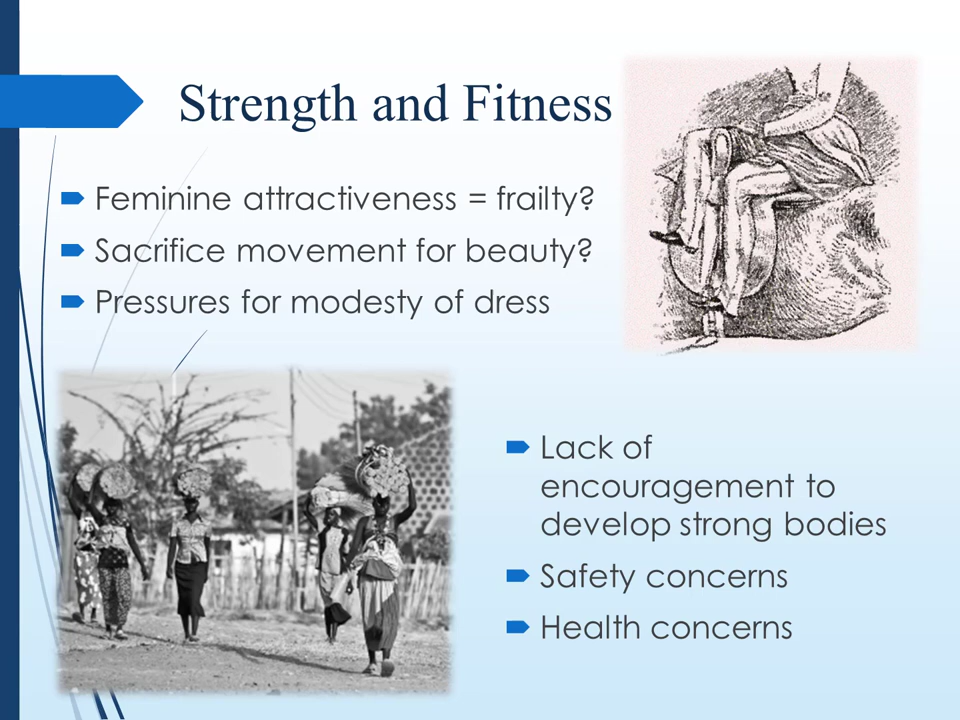 Strength and Fitness
Feminine attractiveness = frailty?
Sacrifice movement for beauty?
Pressures for modesty of dress
Lack of
encouragement to
develop strong bodies
Safety concerns
Health concerns